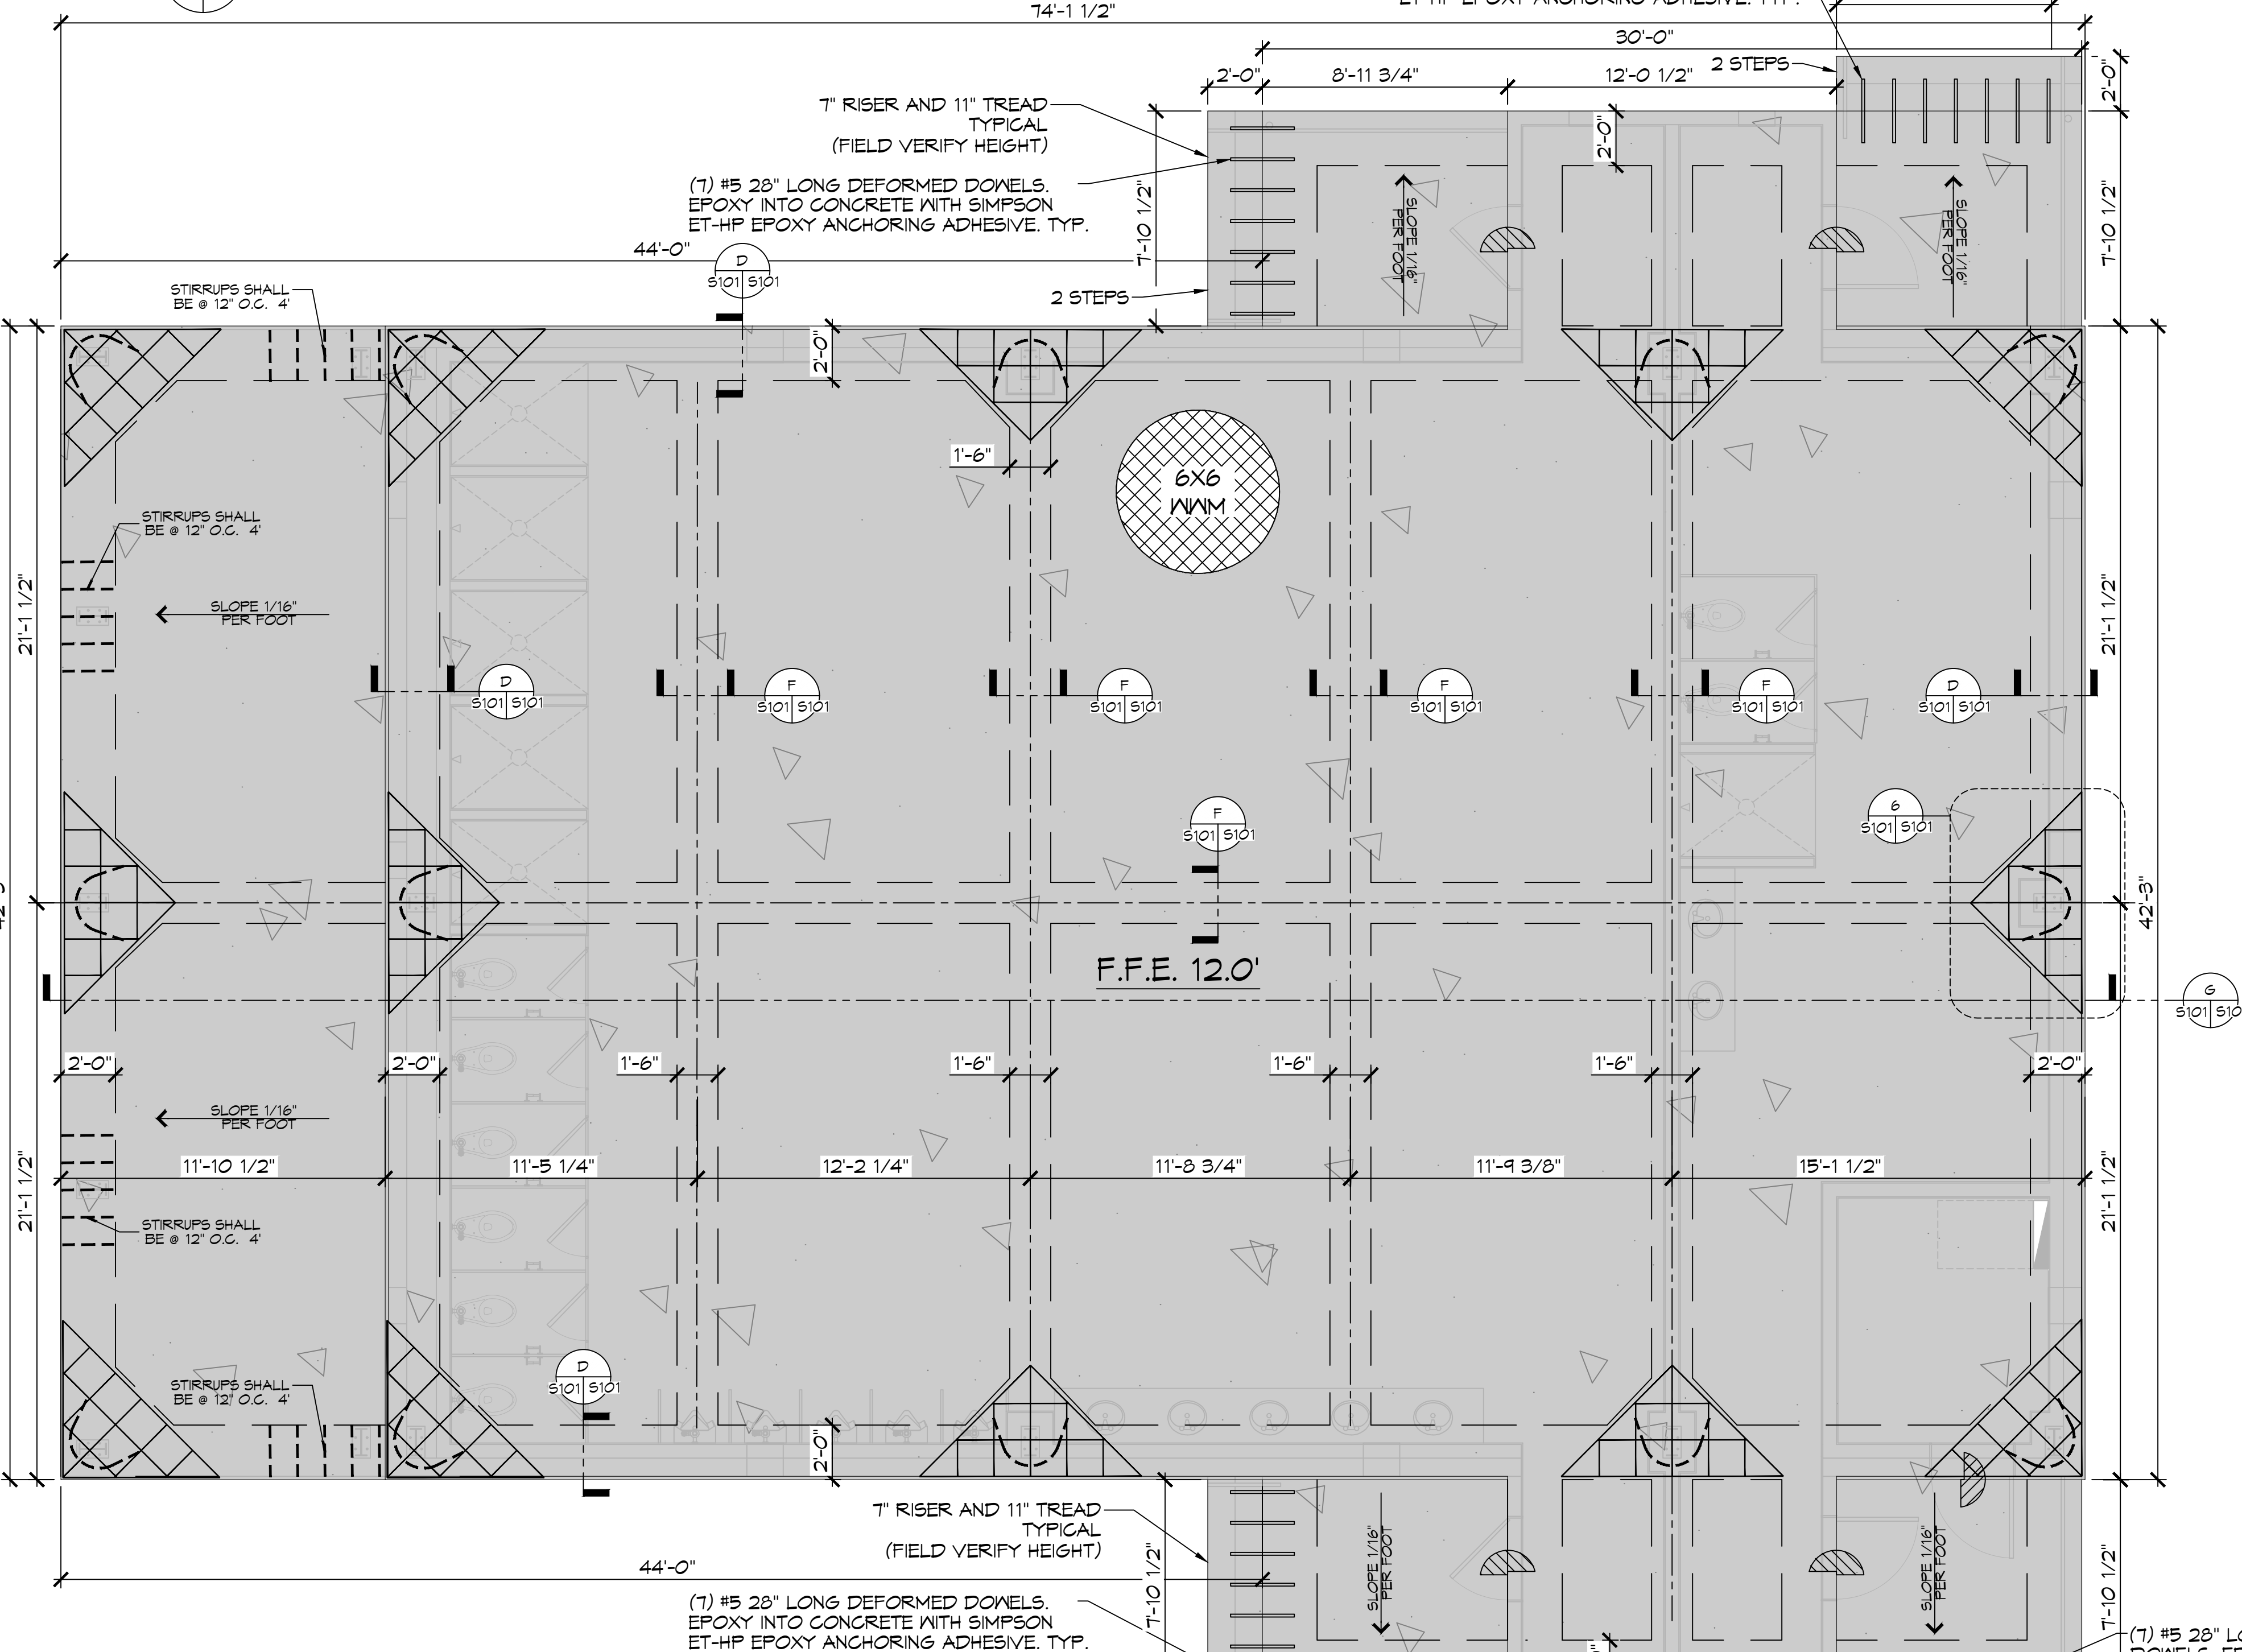 74'-1 1/2"
ET-HP EPOXY ANCHORING ADHESIVE. TYP.
30'-0"
2'-0"
8'-11 3/4"
12'-0 1/2"
2 STEPS
2'-0"
7" RISER AND 11" TREAD
TYPICAL
(FIELD VERIFY HEIGHT)
2'-0"
(7) #5 28" LONG DEFORMED DOWELS.
EPOXY INTO CONCRETE WITH SIMPSON
ET-HP EPOXY ANCHORING ADHESIVE. TYP.
7'-10 1/2"
SLOPE 1/16"
PER FOOT
SLOPE 1/16"
PER FOOT
7'-10 1/2"
44'-0"
D
S101 S101
STIRRUPS SHALL
BE @ 12" O.C. 4'
2 STEPS
2'-0"
1'-6"
6X6
WWM
STIRRUPS SHALL
BE @ 12" O.C. 4'
21'-1 1/2"
SLOPE 1/16"
PER FOOT
21'-1 1/2"
D
S101 S101
F
S101 S101
F
S101 S101
F
S101 S101
F
S101 S101
D
S101 S101
F
S101 S101
6
S101 S101
42'-3"
F.F.E. 12.0'
G
S101
2'-0"
2'-0"
1'-6"
1'-6"
1'-6"
1'-6"
2'-0"
SLOPE 1/16"
PER FOOT
11'-10 1/2"
11'-5 1/4"
12'-2 1/4"
11'-8 3/4"
11'-9 3/8"
15'-1 1/2"
21'-1 1/2"
21'-1 1/2"
STIRRUPS SHALL
BE @ 12" O.C. 4'
D
S101 S101
STIRRUPS SHALL
BE @ 12" O.C. 4'
2'-0"
7" RISER AND 11" TREAD
TYPICAL
(FIELD VERIFY HEIGHT)
44'-0"
7'-10 1/2"
SLOPE 1/16"
PER FOOT
SLOPE 1/16"
PER FOOT
7'-10 1/2"
(7) #5 28" LONG DEFORMED DOWELS.
EPOXY INTO CONCRETE WITH SIMPSON
ET-HP EPOXY ANCHORING ADHESIVE. TYP.
(7) #5 28"